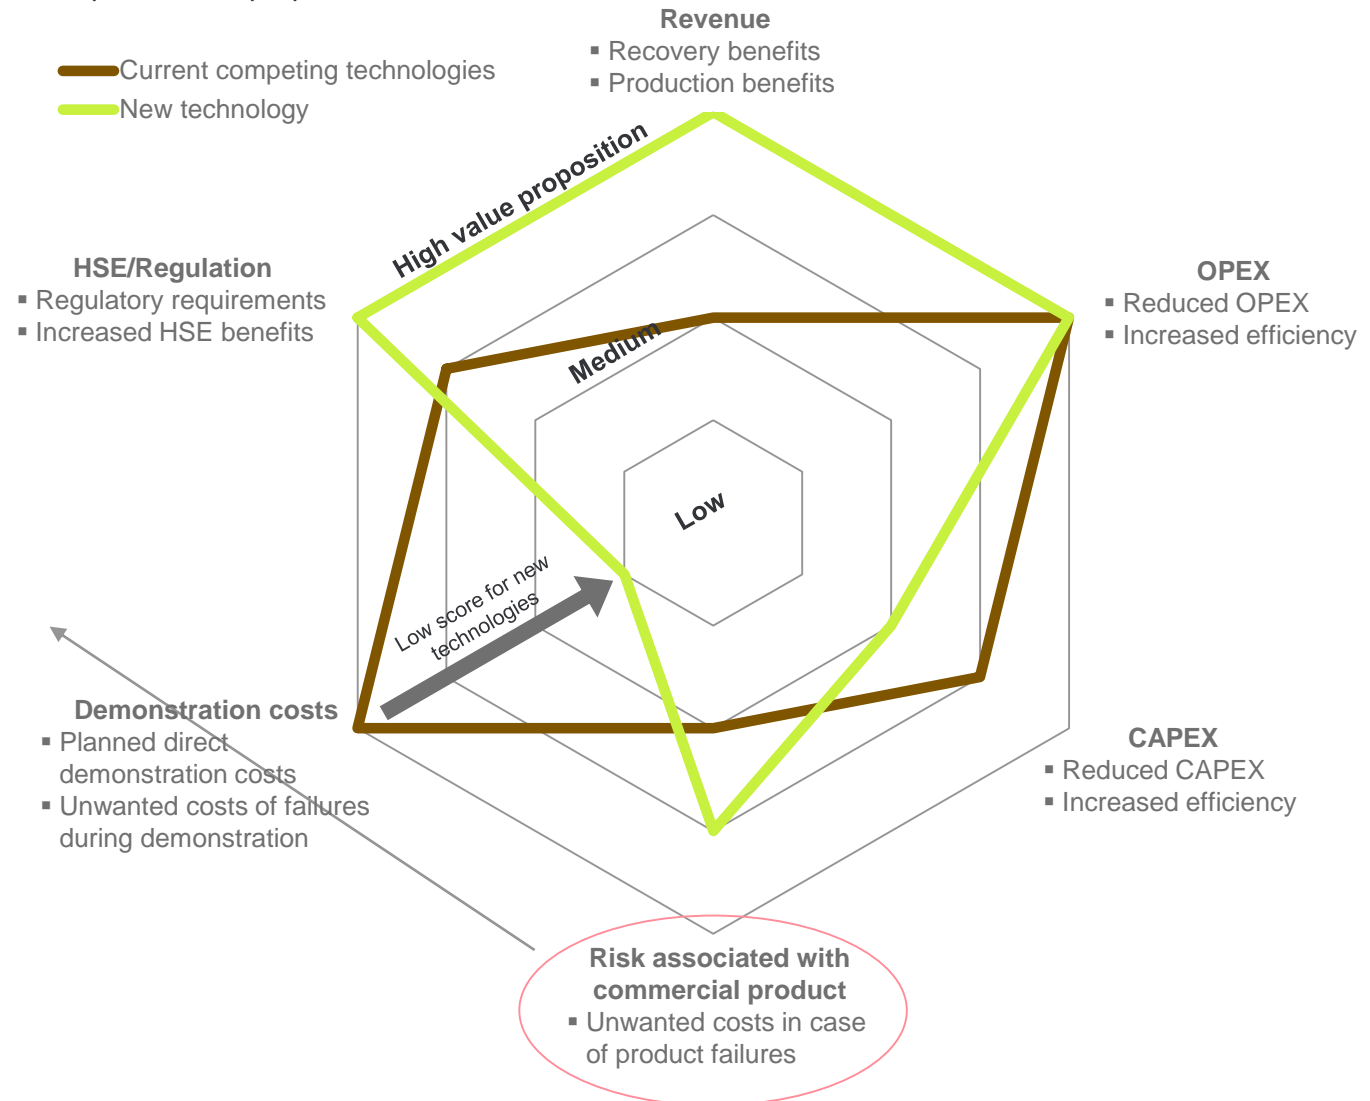 Revenue
▪ Recovery benefits
▪ Production benefits
Current competing technologies
New technology
High value proposition
Medium
Low
HSE/Regulation
▪ Regulatory requirements
▪ Increased HSE benefits
OPEX
▪ Reduced OPEX
▪ Increased efficiency
Low score for new
technologies
Demonstration costs
▪ Planned direct
demonstration costs
▪ Unwanted costs of failures
during demonstration
CAPEX
▪ Reduced CAPEX
▪ Increased efficiency
Risk associated with
commercial product
▪ Unwanted costs in case
of product failures